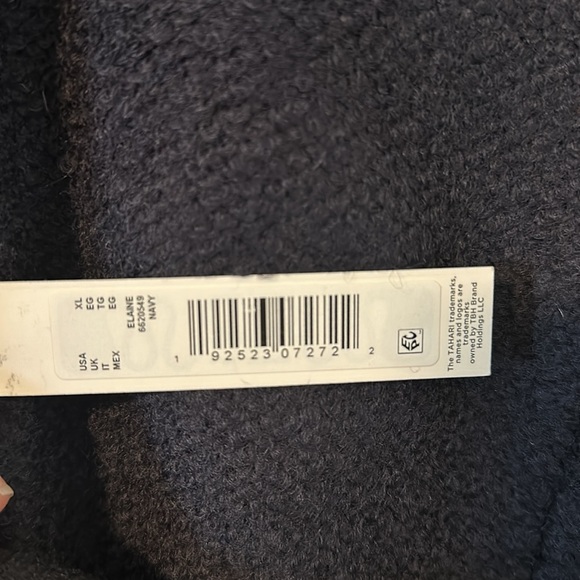 USA XL
UK EG
IT TG
MEX EG
ELAINE
6620549
NAVY
1 92523 07272 2
The TAHARI trademarks,
names and logos are
trademarks
owned by TBH Brand
Holdings LLC